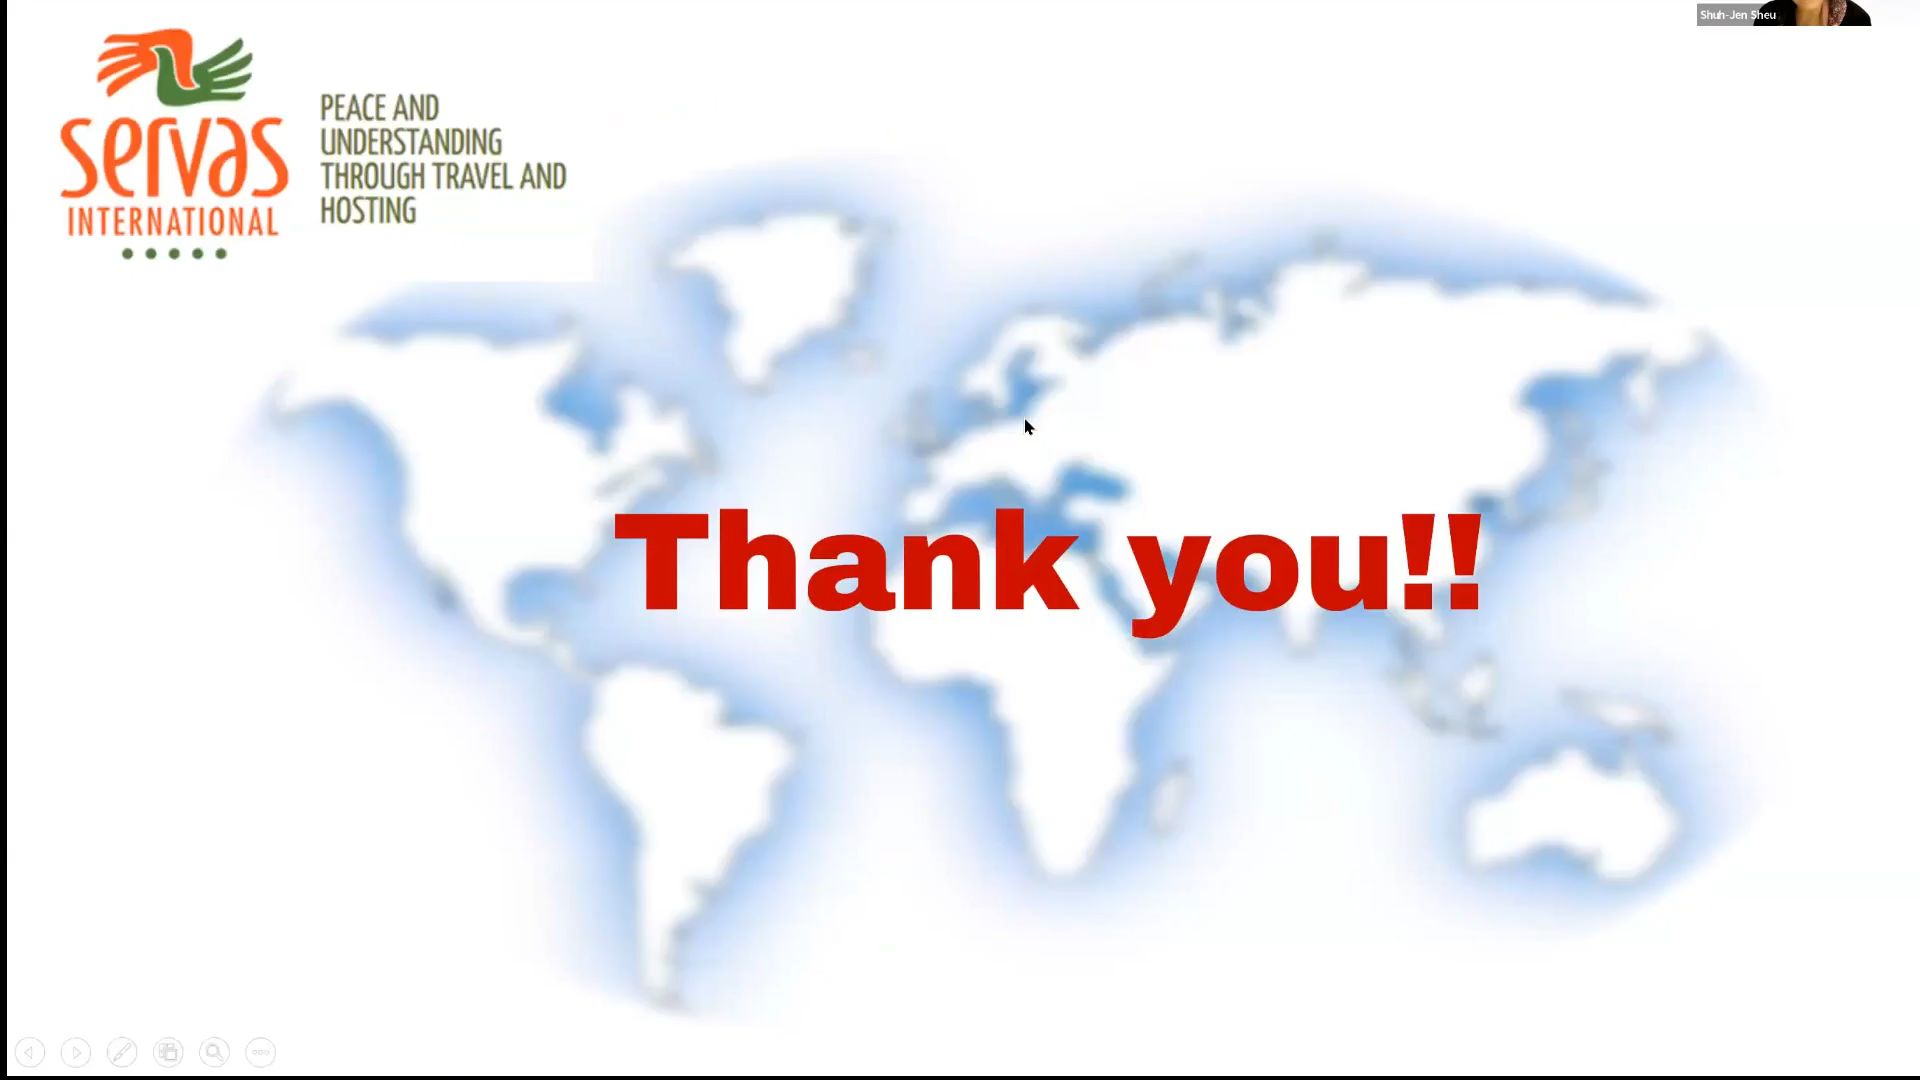 Shuh-Jen Sheu
servas
INTERNATIONAL
PEACE AND
UNDERSTANDING
THROUGH TRAVEL AND
HOSTING
Thank you!!